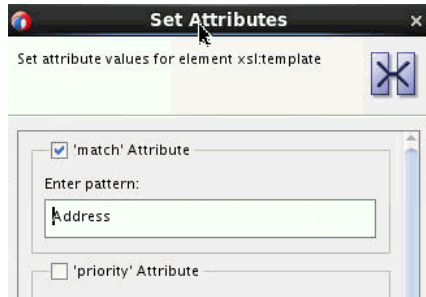 Set Attributes
Set attribute values for element xsl:template
'match' Attribute
Enter pattern:
Address
'priority' Attribute